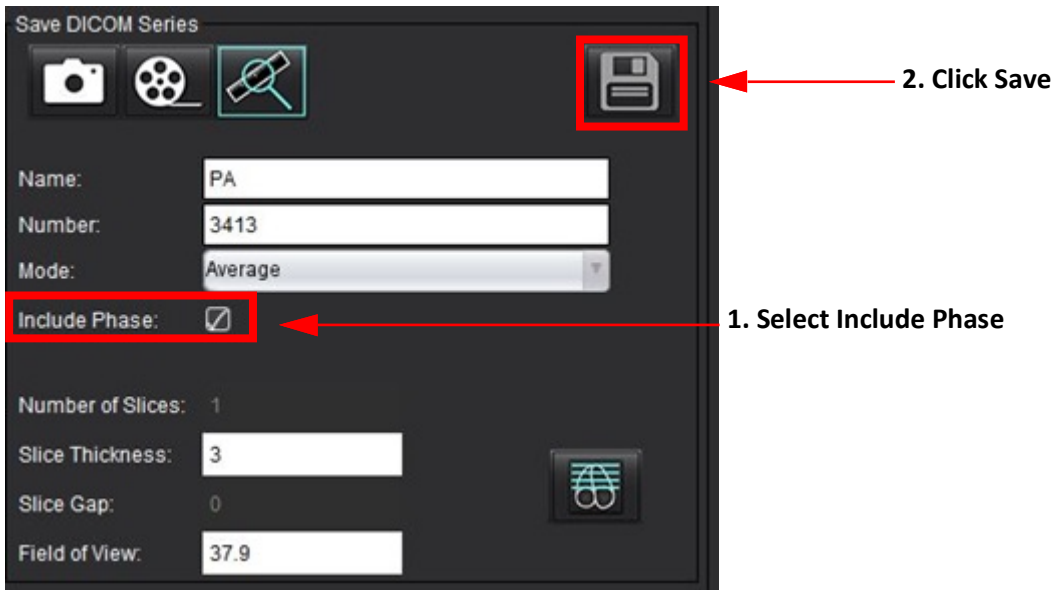 Save DICOM Series
2. Click Save
Name: PA
Number: 3413
Mode: Average
Include Phase:
1. Select Include Phase
Number of Slices: 1
Slice Thickness: 3
Slice Gap: 0
Field of View: 37.9